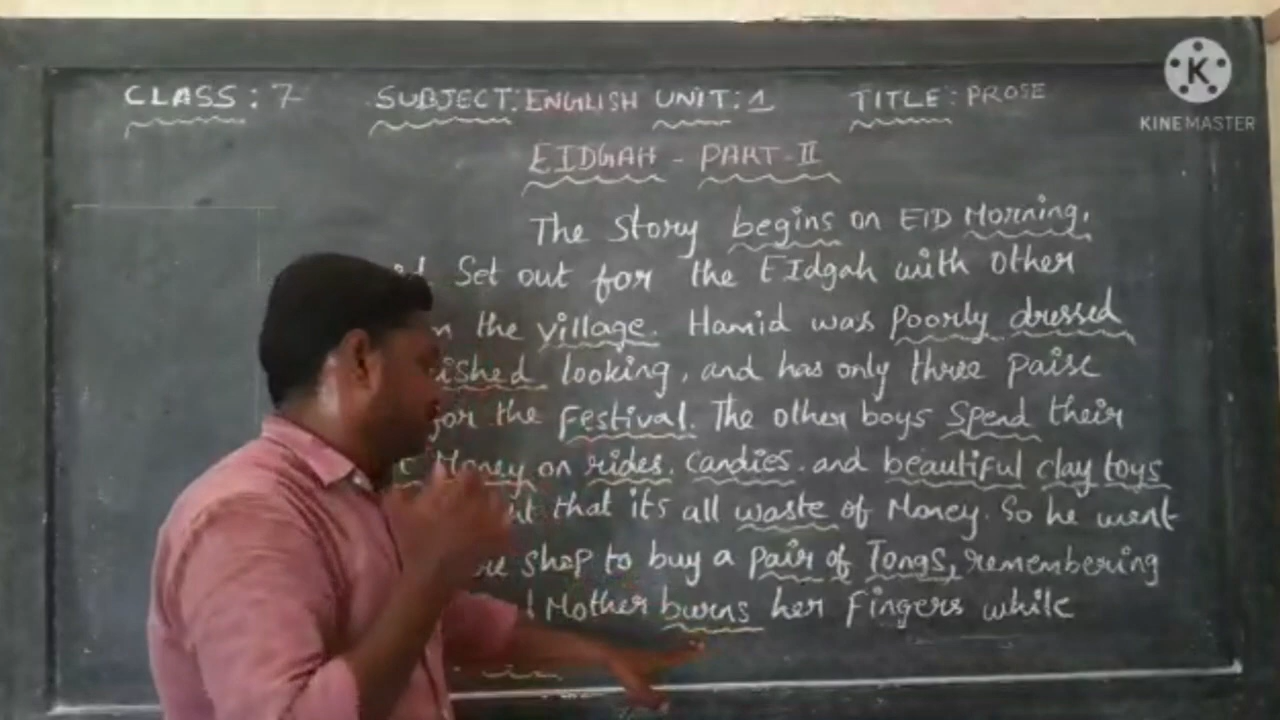 CLASS: 7 SUBJECT: ENGLISH UNIT: 1 TITLE: PROSE
EIDGAH - PART-II
The Story begins on EID Morning,
Set out for the EIdgah with other
the village. Hamid was Poorly dressed
looking, and has only three paise
for the Festival. The other boys Spend their
Money on rides, Candies, and beautiful clay toys
that its all waste of Money. So he went
shop to buy a pair of Tongs, remembering
Mother burns her Fingers while
KINEMASTER